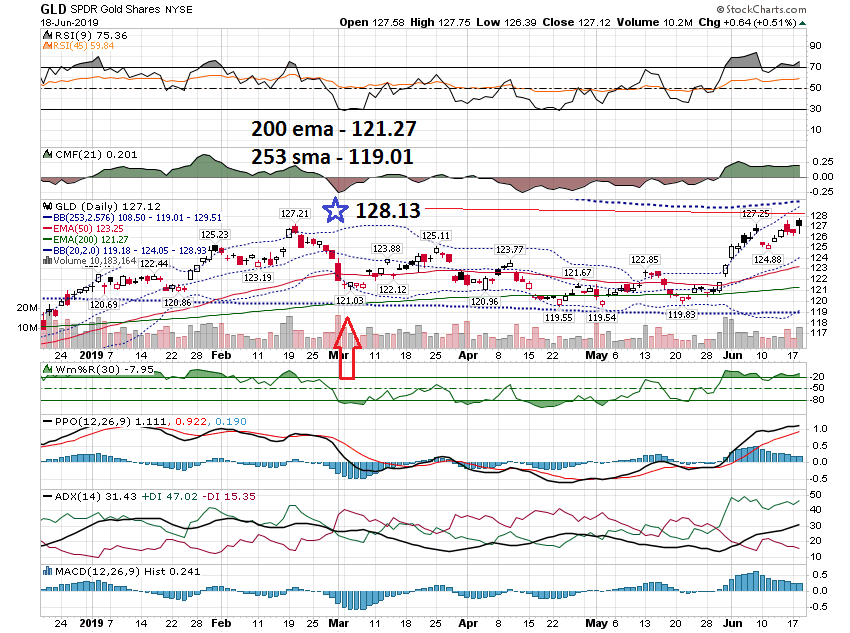 GLD SPDR Gold Shares NYSE © StockCharts.com
18-Jun-2019 Open 127.58 High 127.75 Low 126.39 Close 127.12 Volume 10.2M Chg +0.64 (+0.51%)
RSI(9) 75.36
RSI(45) 59.84
90
70
50
30
10
200 ema - 121.27
253 sma - 119.01
CMF(21) 0.201
0.25
0.00
-0.25
GLD (Daily) 127.12
BB(253,2.576) 108.50 - 119.01 - 129.51
EMA(50) 123.25
EMA(200) 121.27
BB(20,2.0) 119.18 - 124.05 - 128.93
Volume 10,183,164
128.13
127.21
127.25
125.23
125.11
123.88
123.77
122.44
123.19
122.85
121.67
124.88
122.12
120.69
120.86
121.03
120.96
119.55
119.54
119.83
128
127
126
125
124
123
122
121
120
119
118
117
20M
10M
24 2019 7 14 22 28 Feb 11 19 25 Mar 11 18 25 Apr 8 15 22 May 6 13 20 28 Jun 10 17
Wm%R(30) -7.95
-20
-50
-80
PPO(12,26,9) 1.111, 0.922, 0.190
1.0
0.5
0.0
-0.5
ADX(14) 31.43 +DI 47.02 -DI 15.35
50
40
30
20
10
MACD(12,26,9) Hist 0.241
0.5
0.0
-0.5
24 2019 7 14 22 28 Feb 11 19 25 Mar 11 18 25 Apr 8 15 22 May 6 13 20 28 Jun 10 17